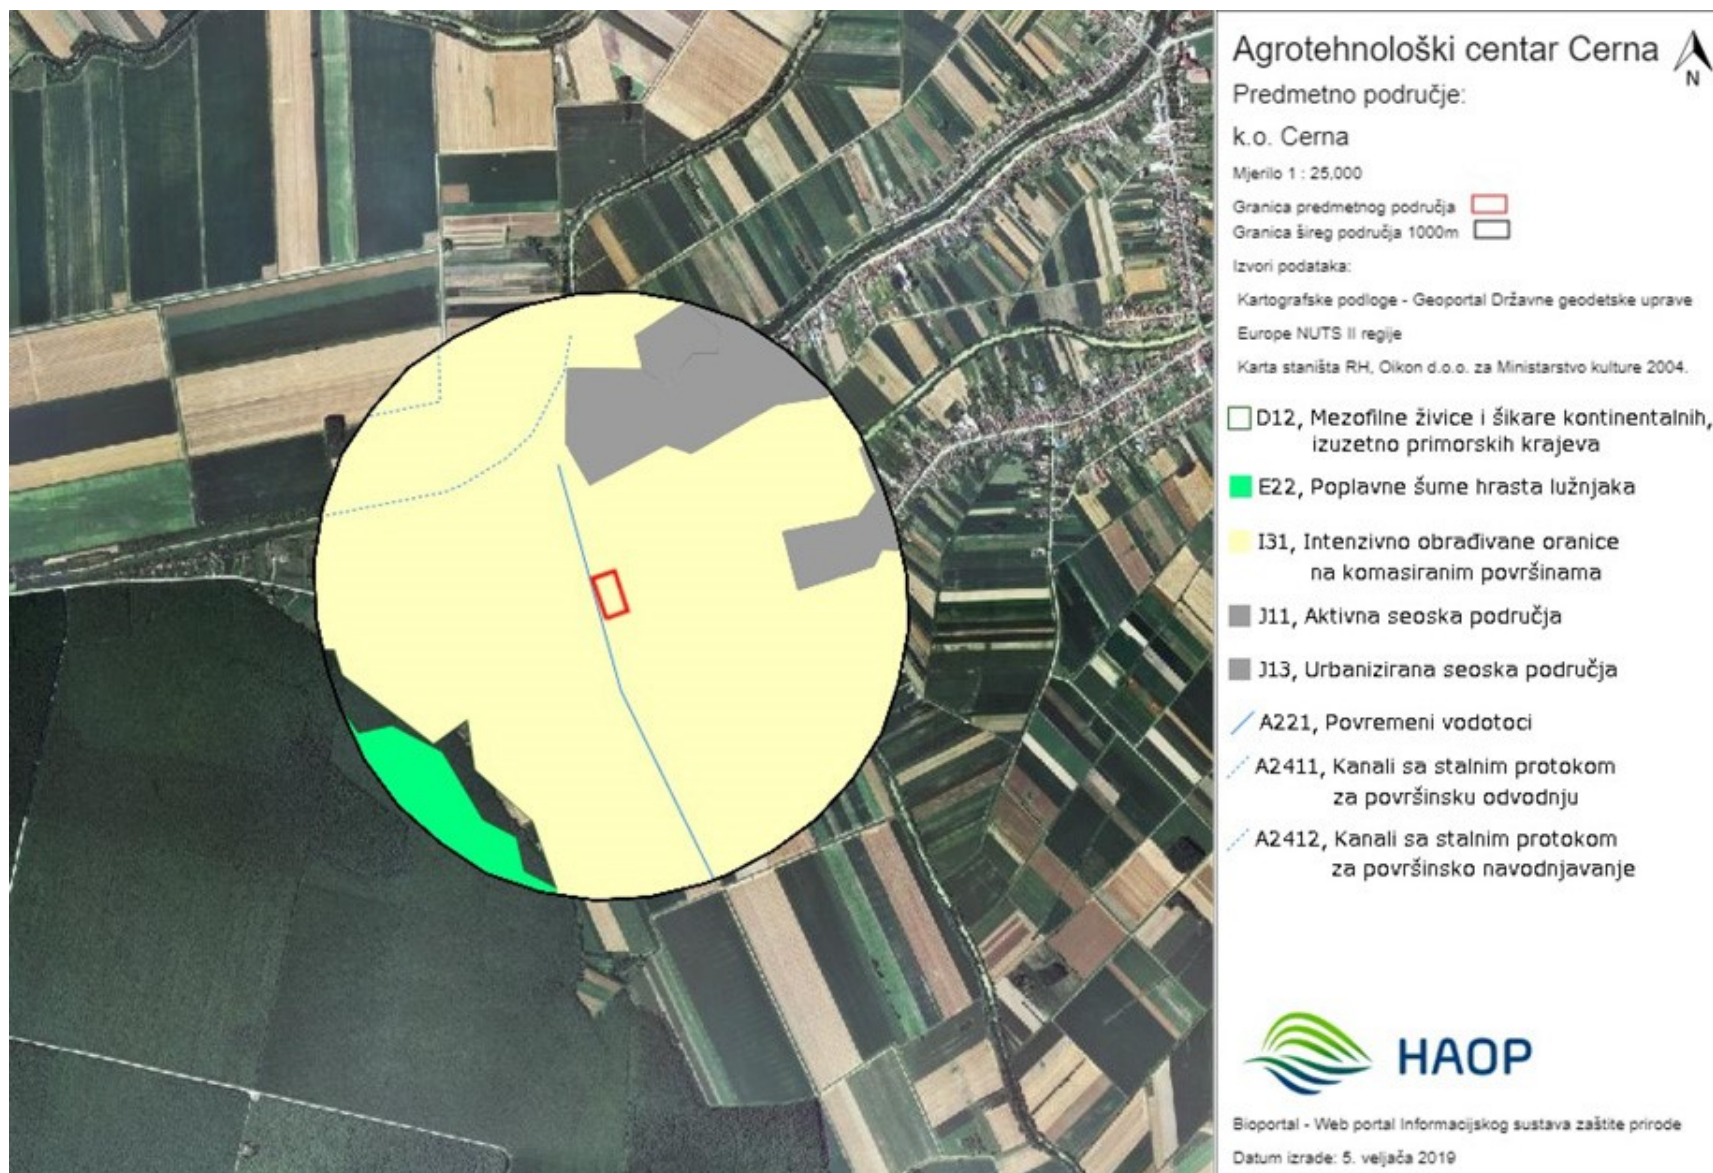 Agrotehnološki centar Cerna
N
Predmetno područje:
k.o. Cerna
Mjerilo 1 : 25,000
Granica predmetnog područja
Granica šireg područja 1000m
Izvori podataka:
Kartografske podloge - Geoportal Državne geodetske uprave
Europe NUTS II regije
Karta staništa RH, Oikon d.o.o. za Ministarstvo kulture 2004.
D12, Mezofilne živice i šikare kontinentalnih,
izuzetno primorskih krajeva
E22, Poplavne šume hrasta lužnjaka
I31, Intenzivno obrađivane oranice
na komasiranim površinama
J11, Aktivna seoska područja
J13, Urbanizirana seoska područja
A221, Povremeni vodotoci
A2411, Kanali sa stalnim protokom
za površinsku odvodnju
A2412, Kanali sa stalnim protokom
za površinsko navodnjavanje
HAOP
Bioportal - Web portal Informacijskog sustava zaštite prirode
Datum izrade: 5. veljača 2019